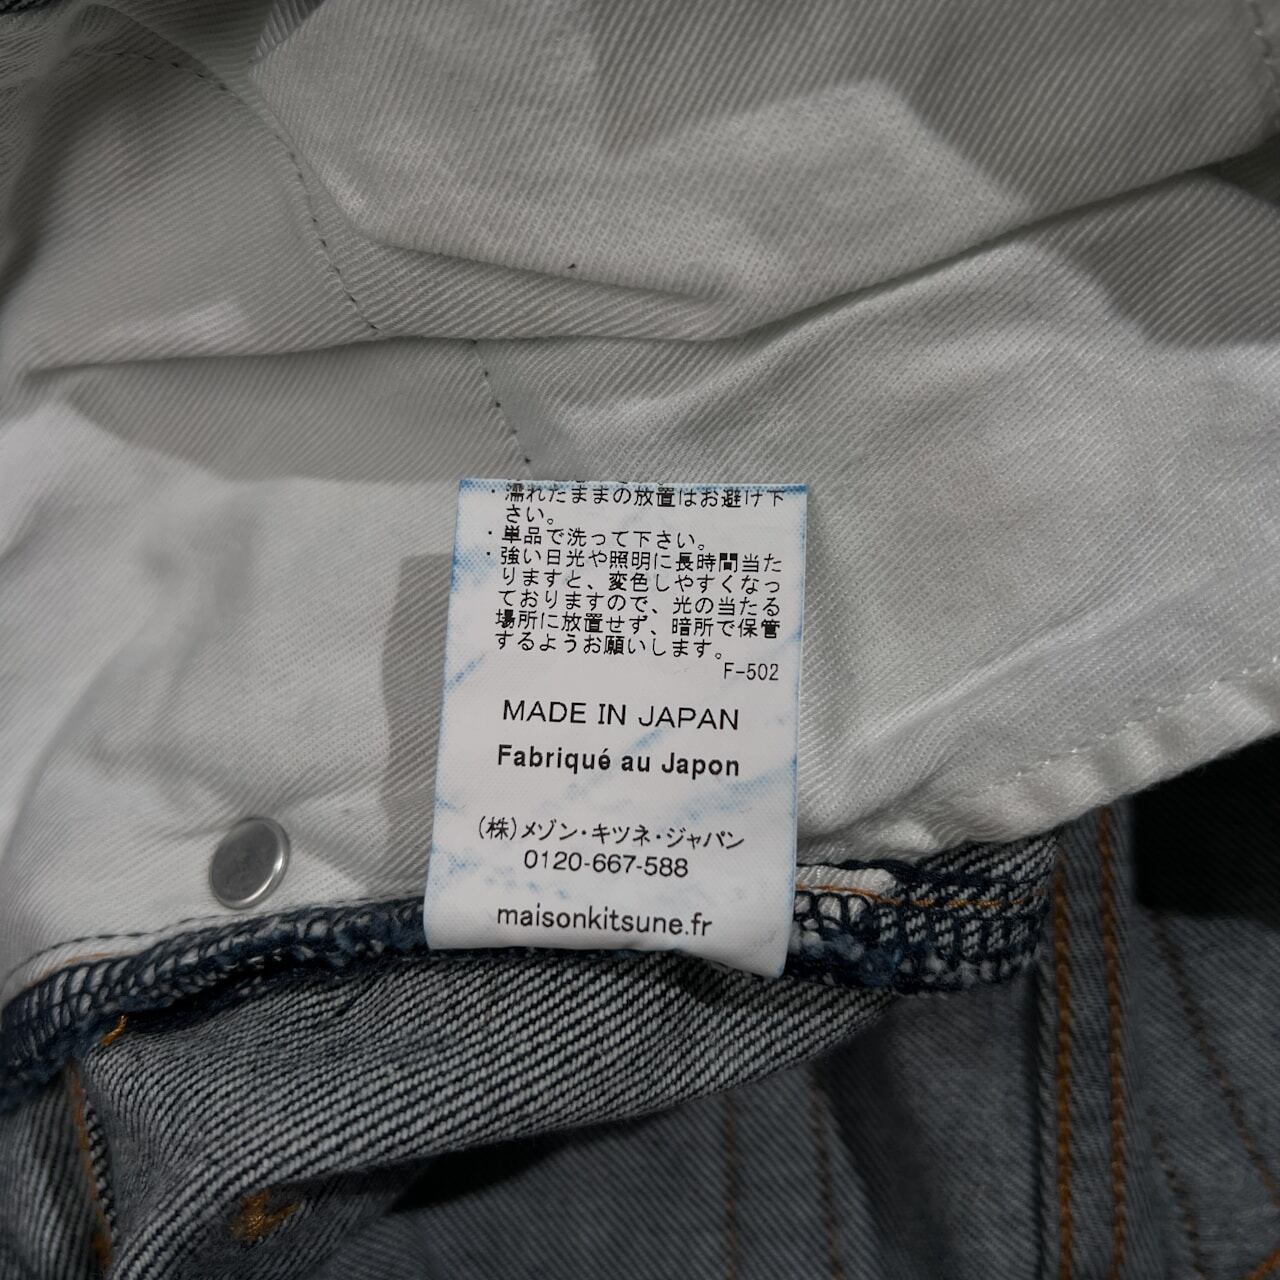 ・濡れたままの放置はお避け下
さい。
・単品で洗って下さい。
・強い日光や照明に長時間当た
りますと、変色しやすくなっ
ておりますので、光の当たる
場所に放置せず、暗所で保管
するようお願いします。
F-502
MADE IN JAPAN
Fabriqué au Japon
(株)メゾン・キツネ・ジャパン
0120-667-588
maisonkitsune.fr